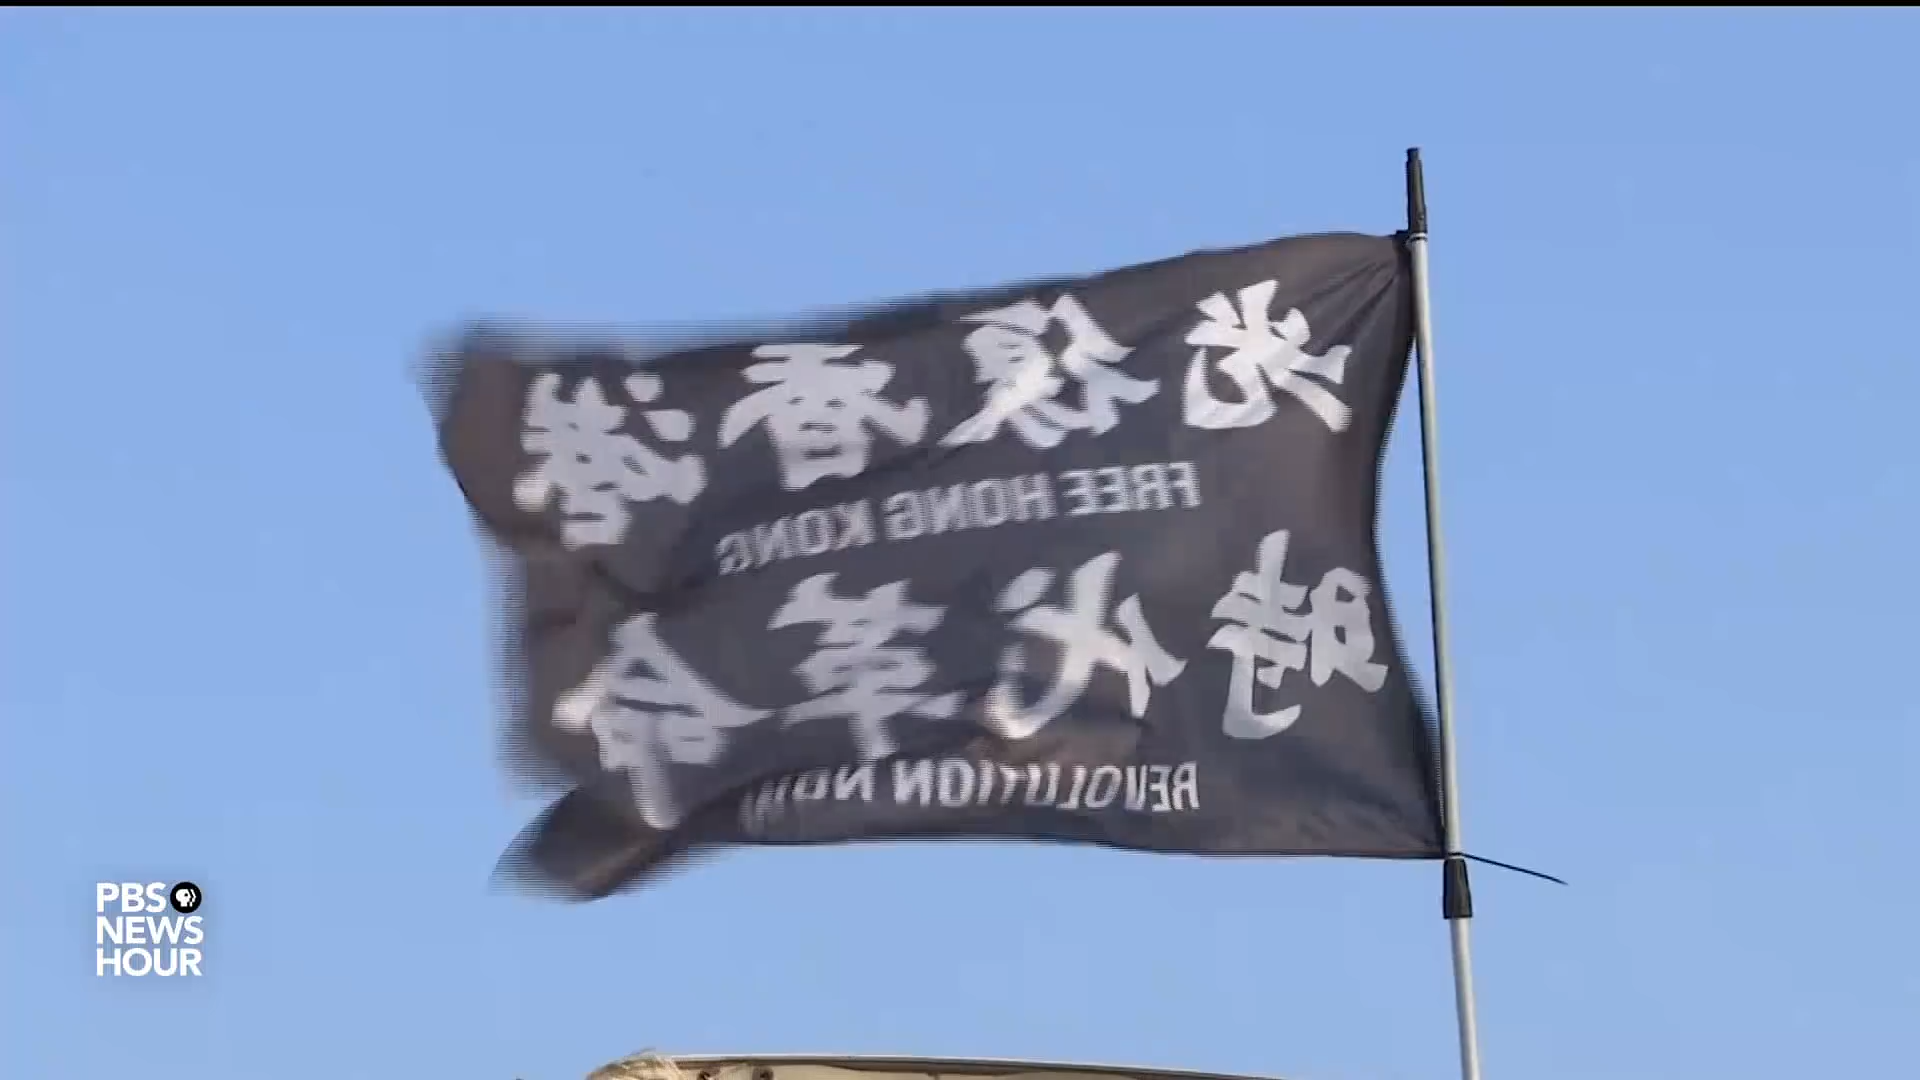 光復香港
FREE HONG KONG
時代革命
REVOLUTION NOW
PBS
NEWS
HOUR